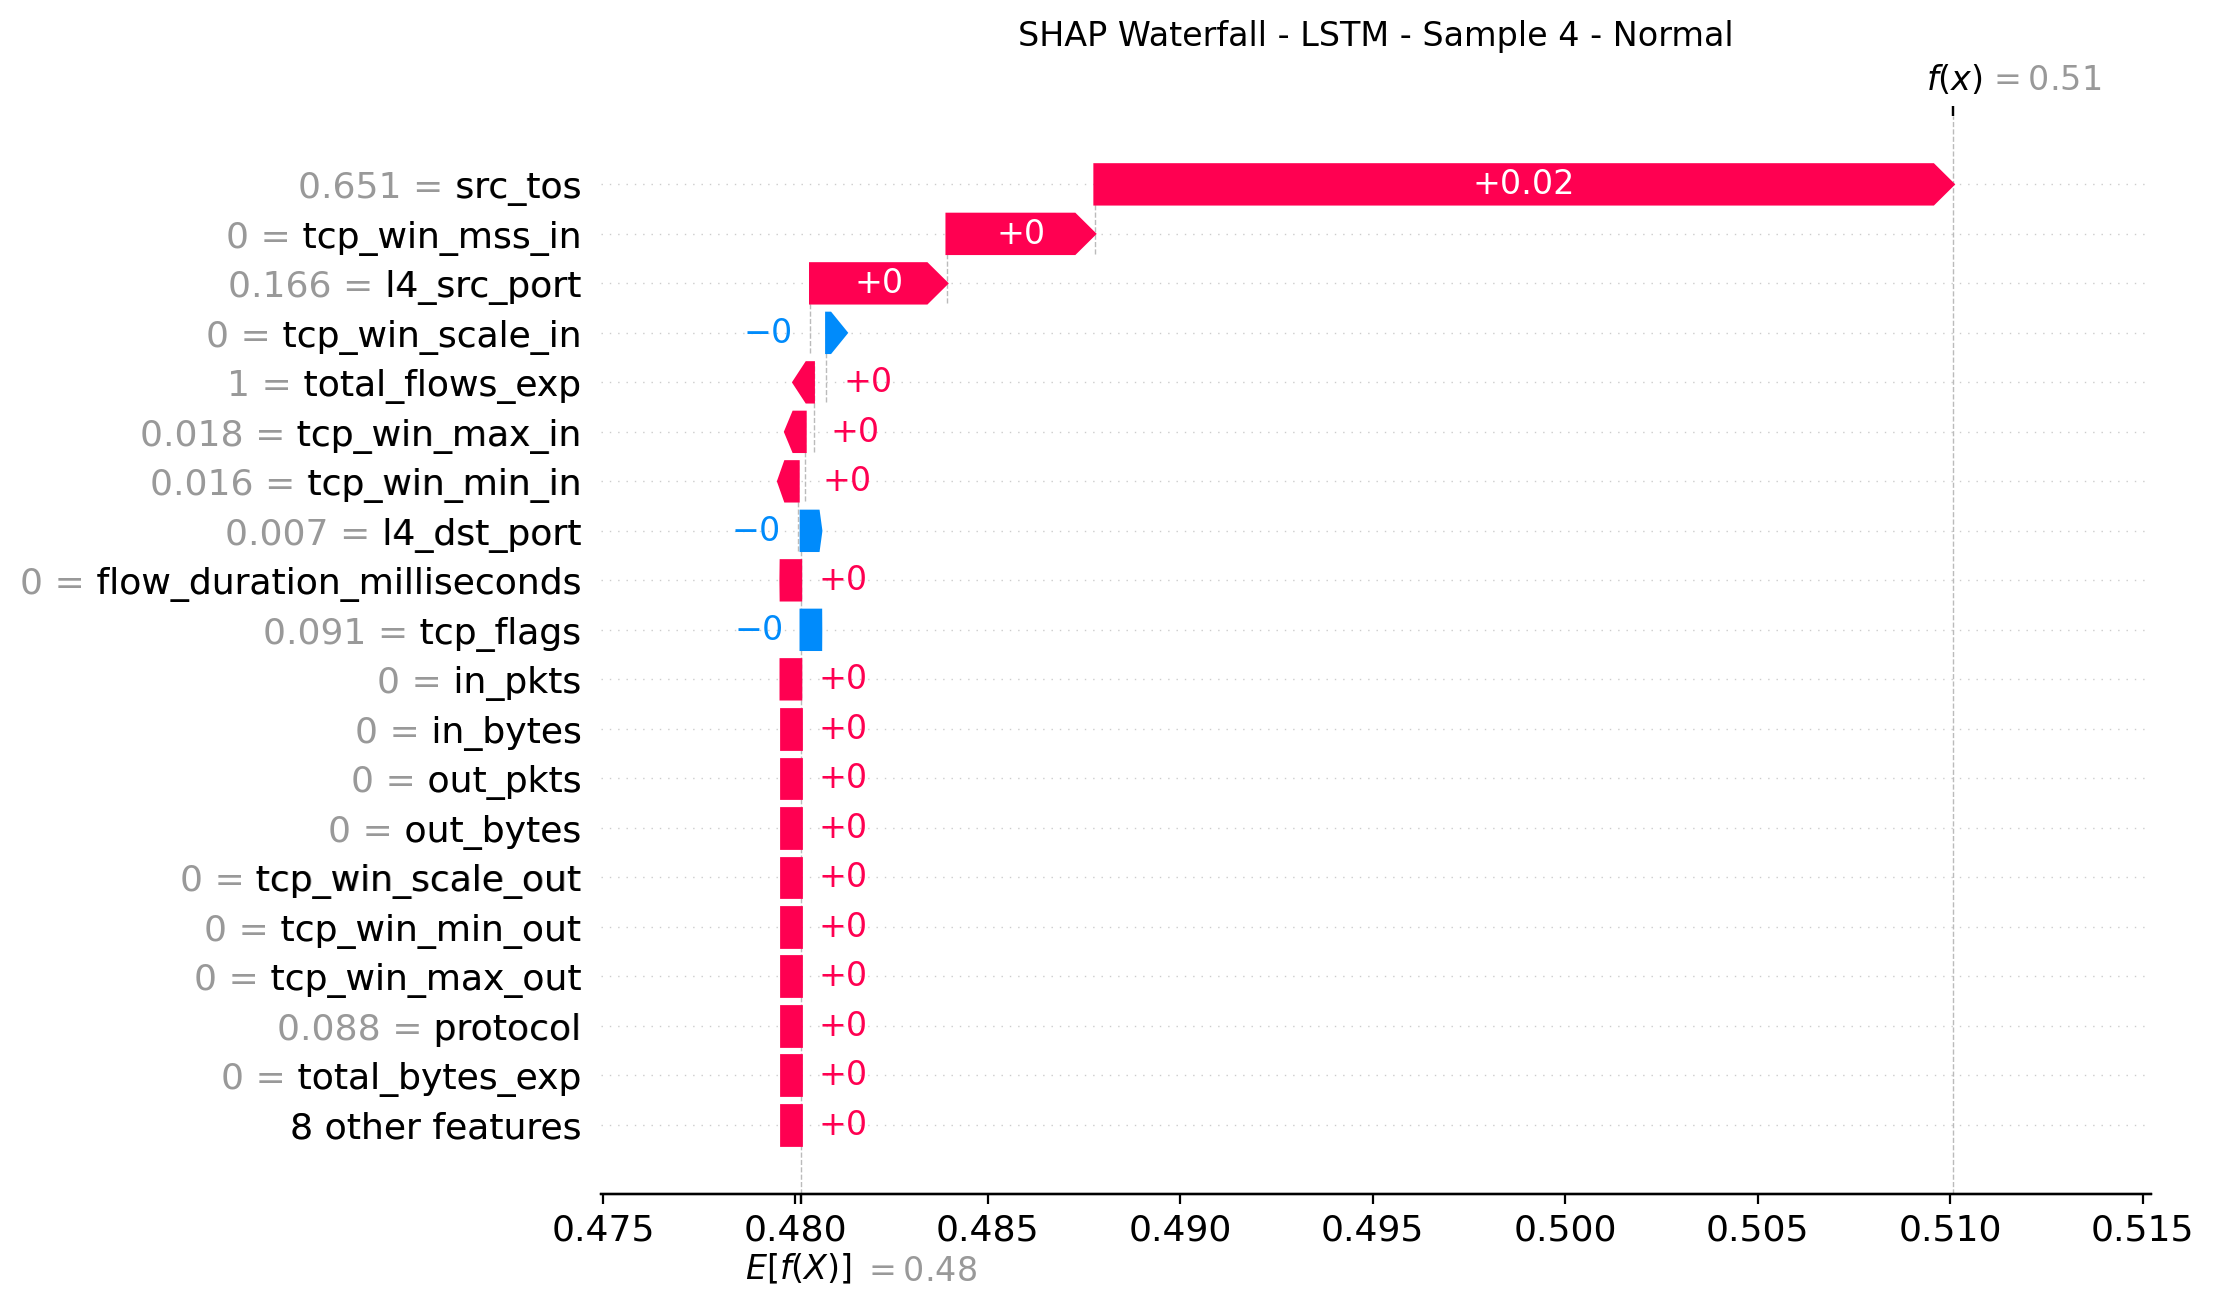 SHAP Waterfall - LSTM - Sample 4 - Normal
f(x) = 0.51
0.651 = src_tos +0.02
0 = tcp_win_mss_in +0
0.166 = l4_src_port +0
0 = tcp_win_scale_in −0
1 = total_flows_exp +0
0.018 = tcp_win_max_in +0
0.016 = tcp_win_min_in +0
0.007 = l4_dst_port −0
0 = flow_duration_milliseconds +0
0.091 = tcp_flags −0
0 = in_pkts +0
0 = in_bytes +0
0 = out_pkts +0
0 = out_bytes +0
0 = tcp_win_scale_out +0
0 = tcp_win_min_out +0
0 = tcp_win_max_out +0
0.088 = protocol +0
0 = total_bytes_exp +0
8 other features +0
0.475 0.480 0.485 0.490 0.495 0.500 0.505 0.510 0.515
E[f(X)] = 0.48